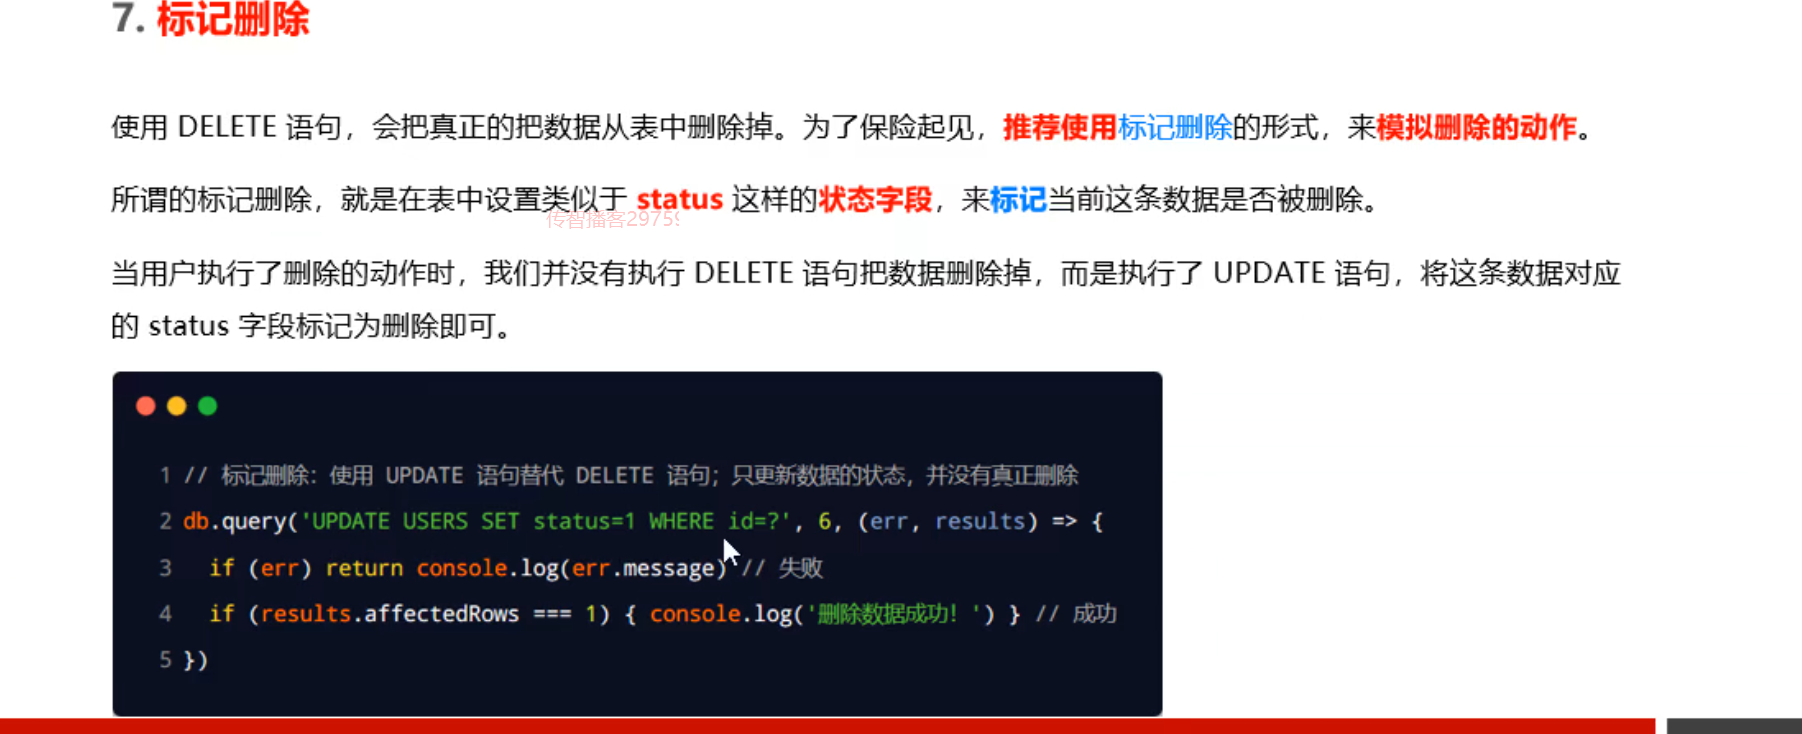 7. 标记删除
使用 DELETE 语句，会把真正的把数据从表中删除掉。为了保险起见，推荐使用标记删除的形式，来模拟删除的动作。
所谓的标记删除，就是在表中设置类似于 status 这样的状态字段，来标记当前这条数据是否被删除。
传智播客29759
当用户执行了删除的动作时，我们并没有执行 DELETE 语句把数据删除掉，而是执行了 UPDATE 语句，将这条数据对应
的 status 字段标记为删除即可。
1 // 标记删除：使用 UPDATE 语句替代 DELETE 语句；只更新数据的状态，并没有真正删除
2 db.query('UPDATE USERS SET status=1 WHERE id=?', 6, (err, results) => {
3 if (err) return console.log(err.message) // 失败
4 if (results.affectedRows === 1) { console.log('删除数据成功！') } // 成功
5 })